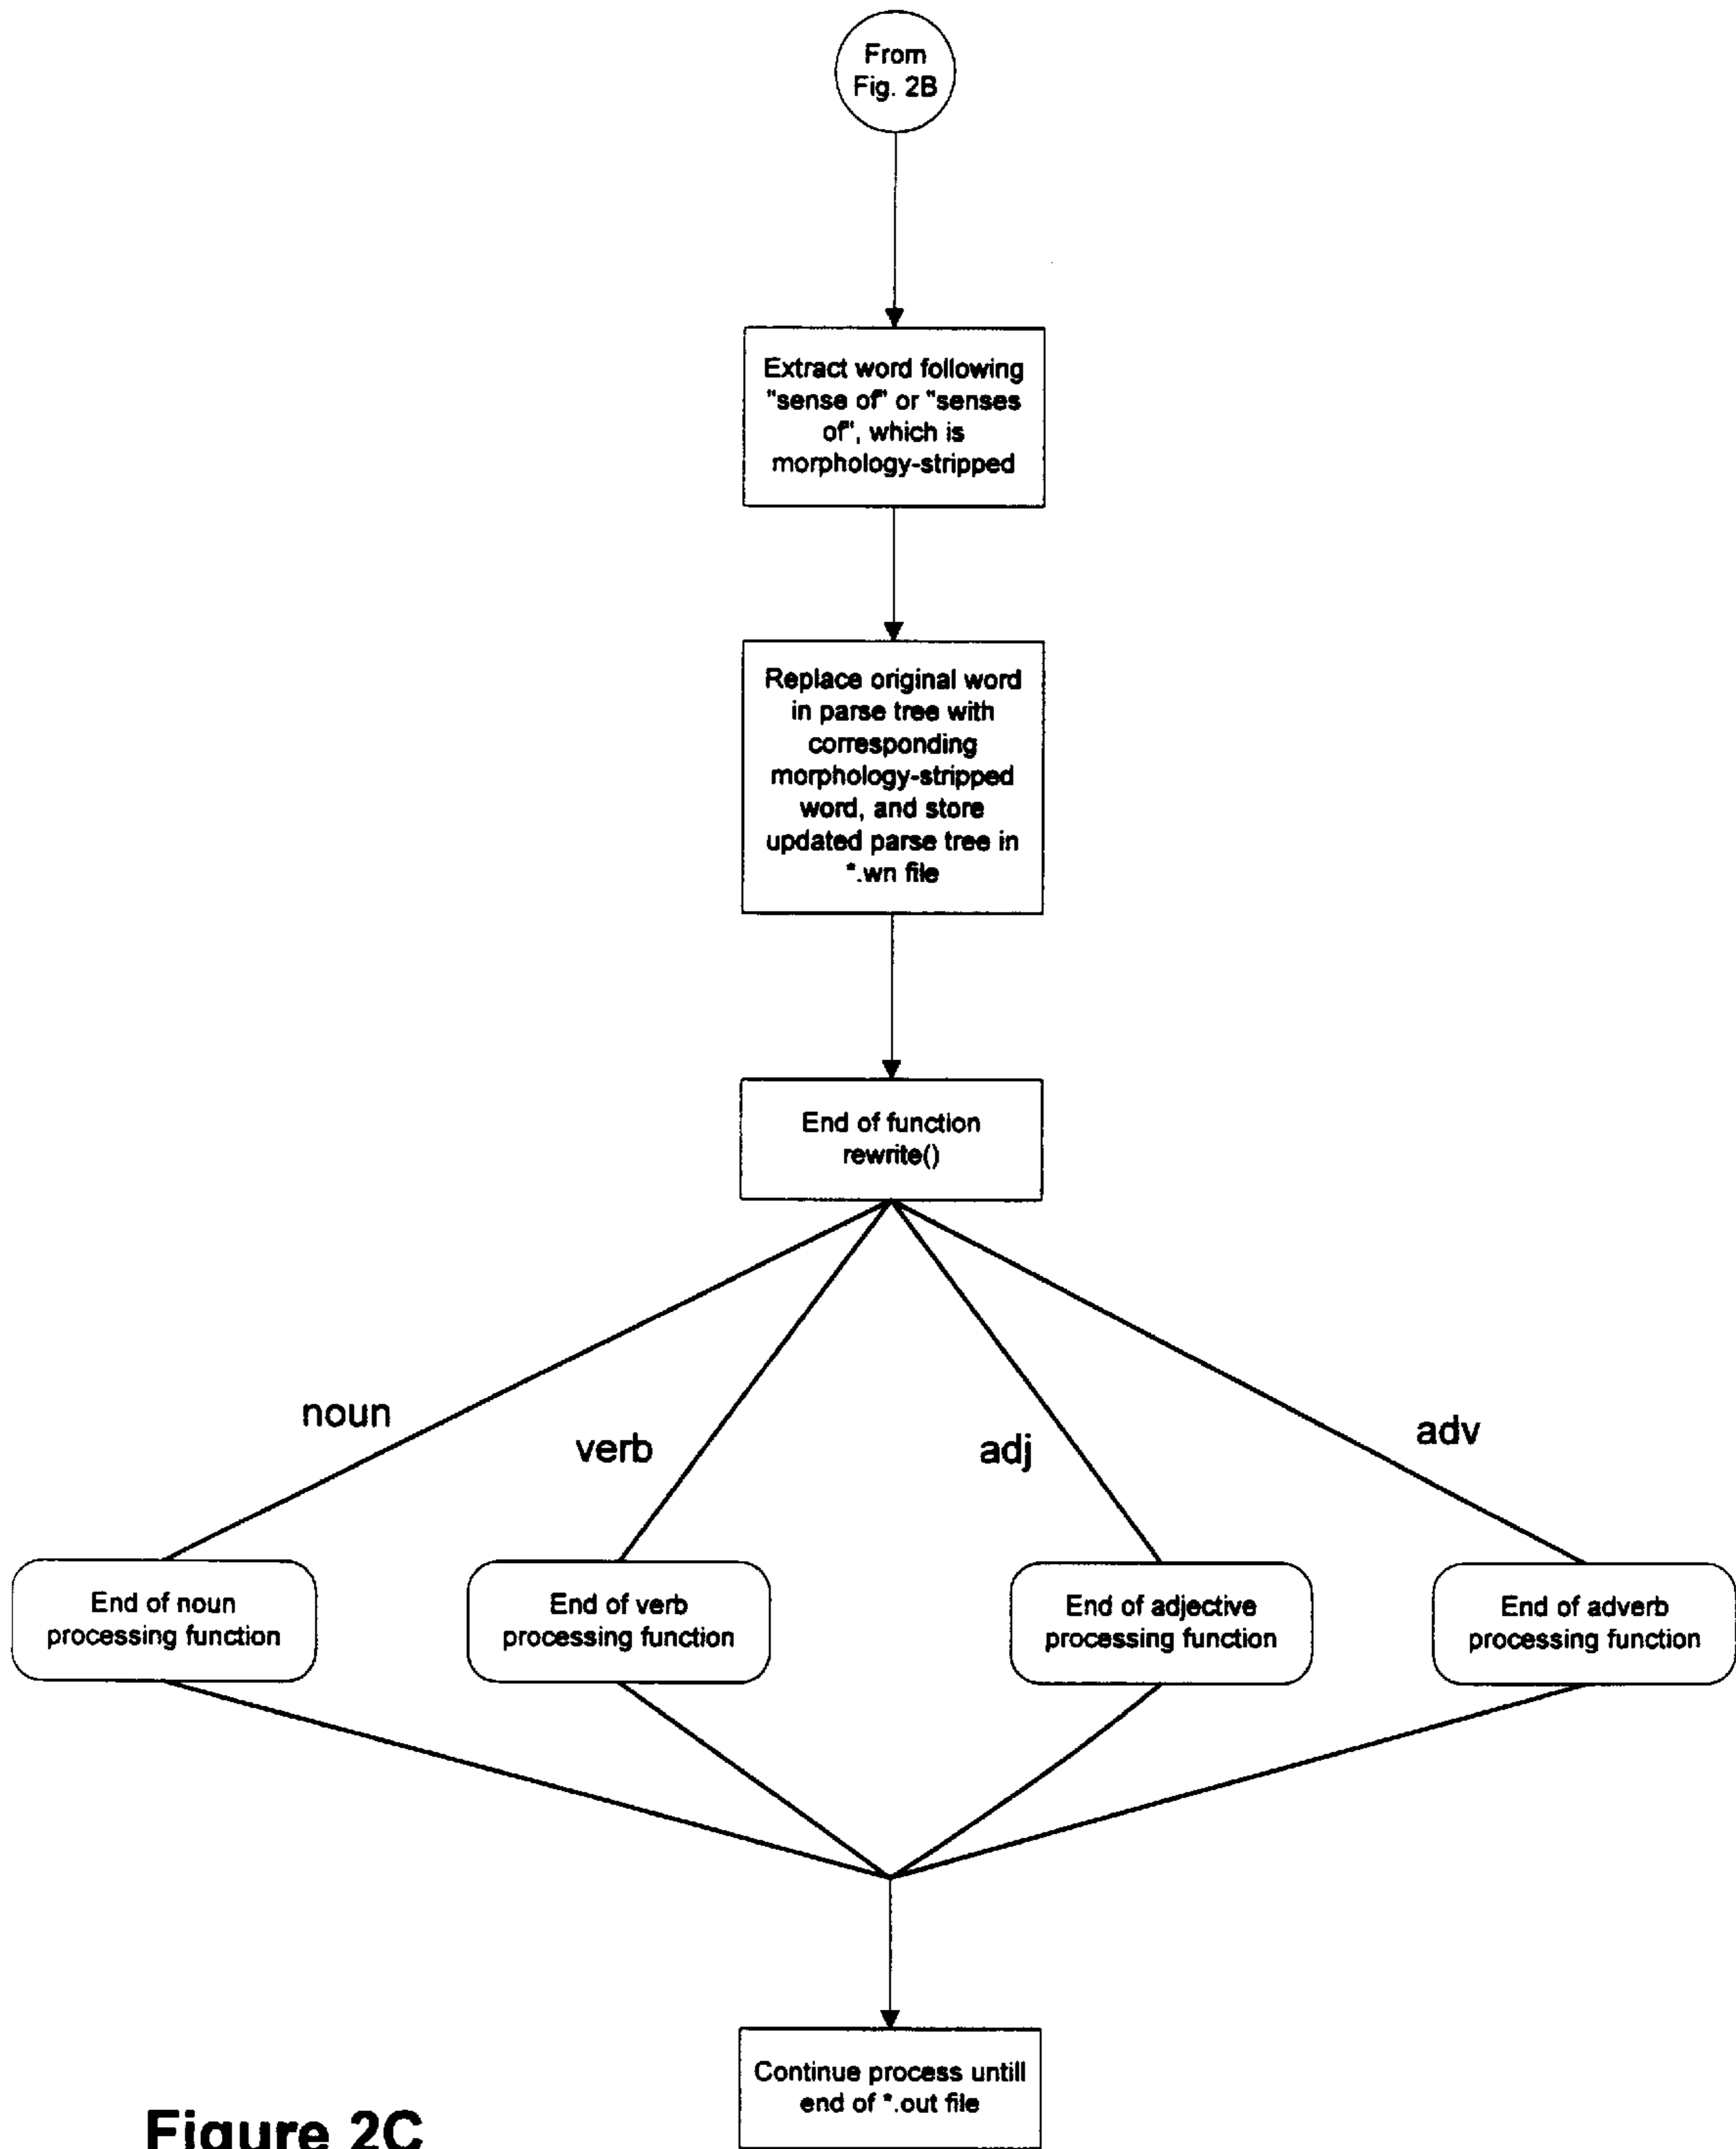 From
Fig. 2B
Extract word following
"sense of" or "senses
of", which is
morphology-stripped
Replace original word
in parse tree with
corresponding
morphology-stripped
word, and store
updated parse tree in
*.wn file
End of function
rewrite()
noun
verb
adj
adv
End of noun
processing function
End of verb
processing function
End of adjective
processing function
End of adverb
processing function
Continue process untill
end of *.out file
Figure 2C